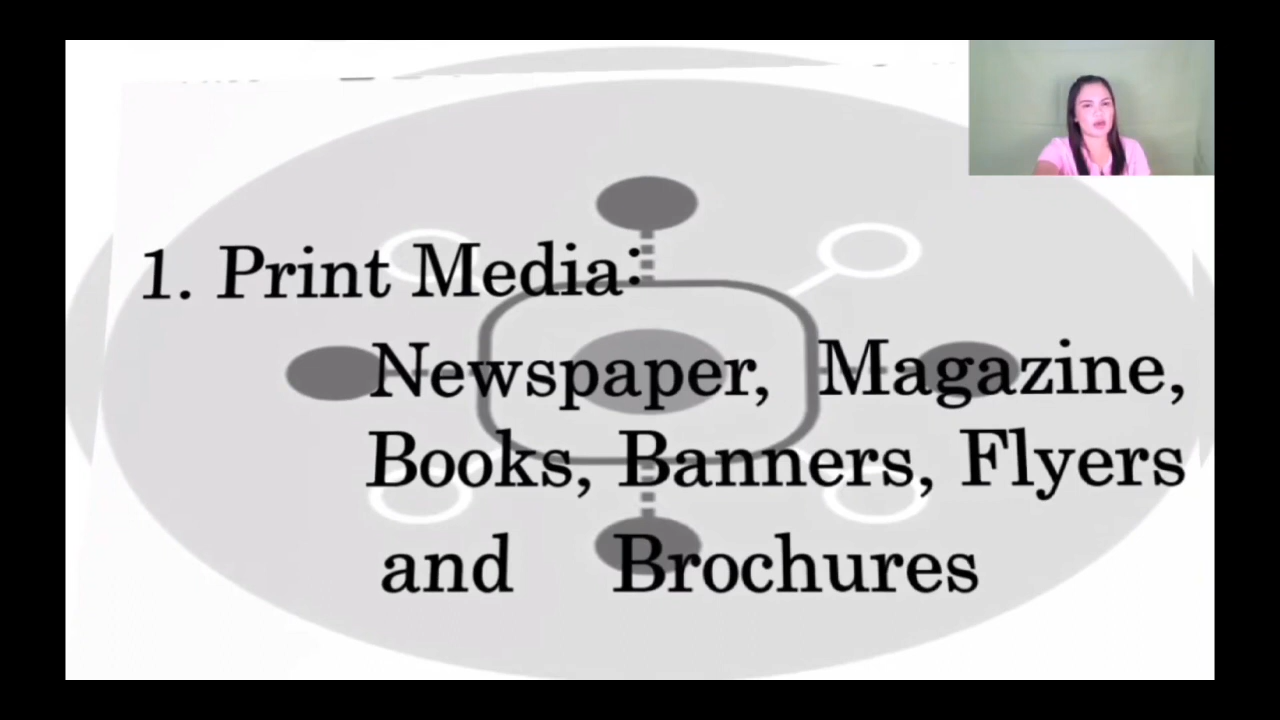 1. Print Media:
Newspaper, Magazine,
Books, Banners, Flyers
and Brochures